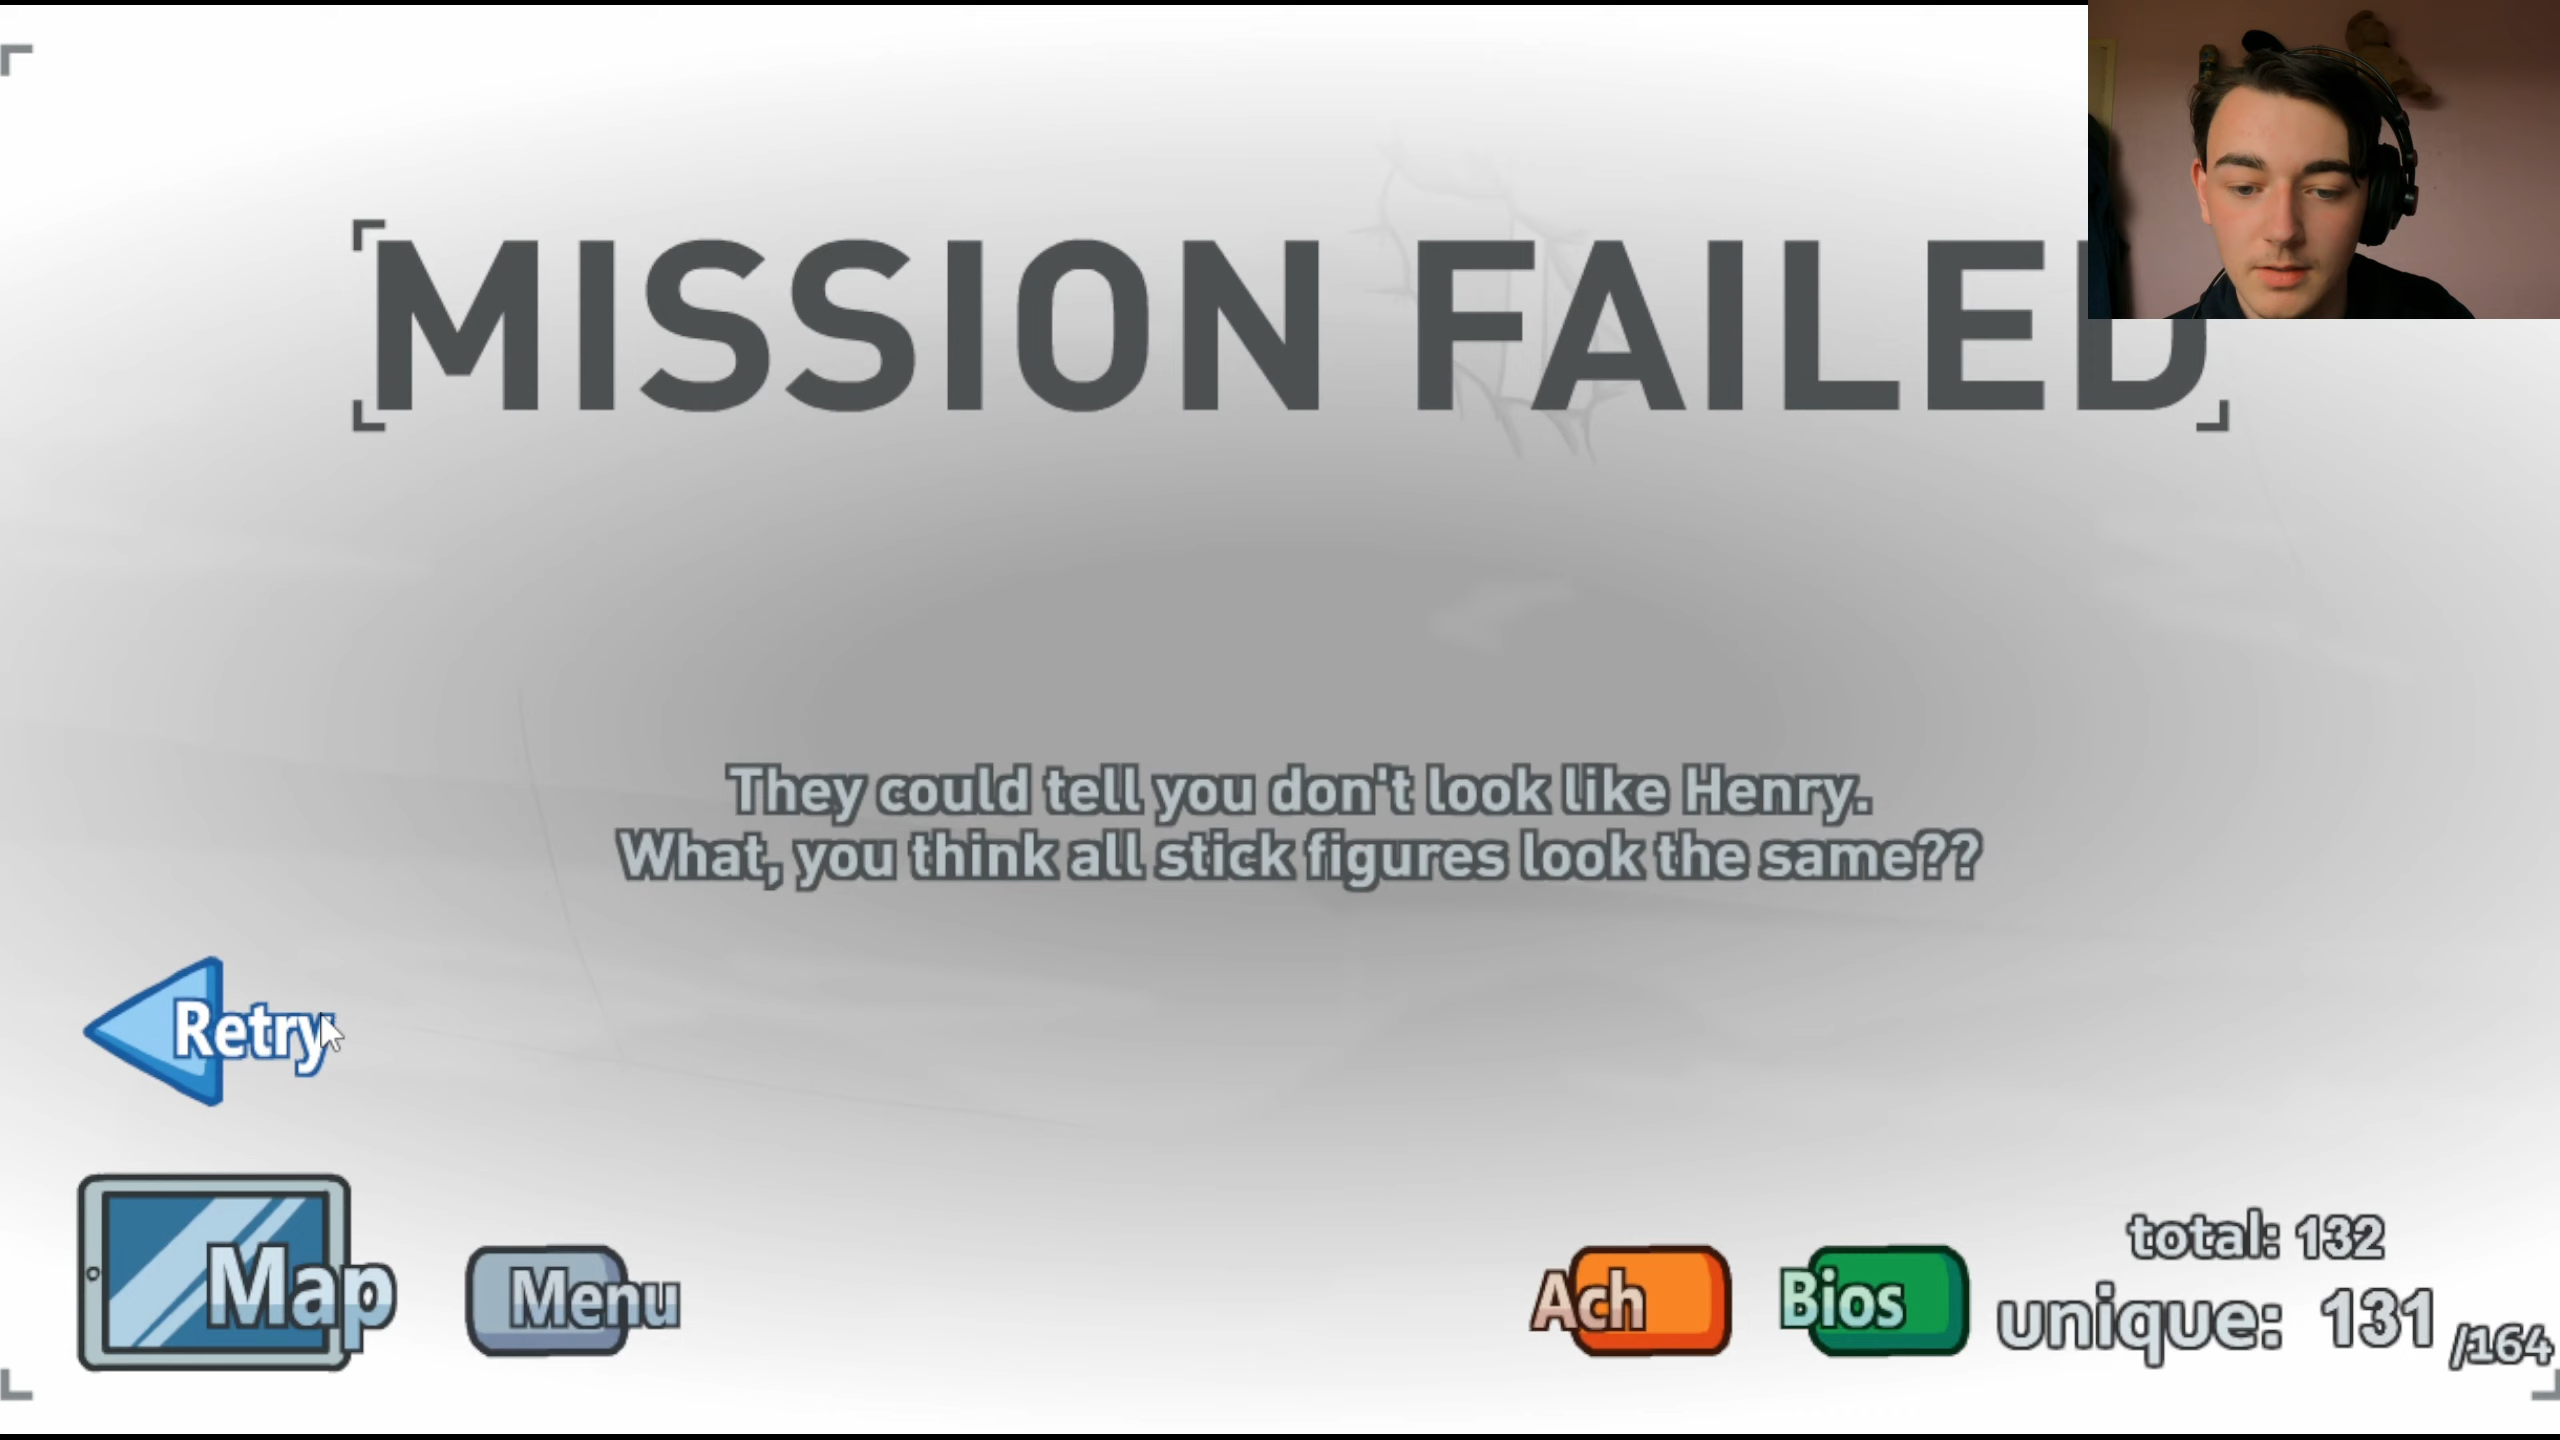 MISSION FAILED
They could tell you don't look like Henry.
What, you think all stick figures look the same??
Retry
Map
Menu
Ach
Bios
total: 132
unique: 131 /164